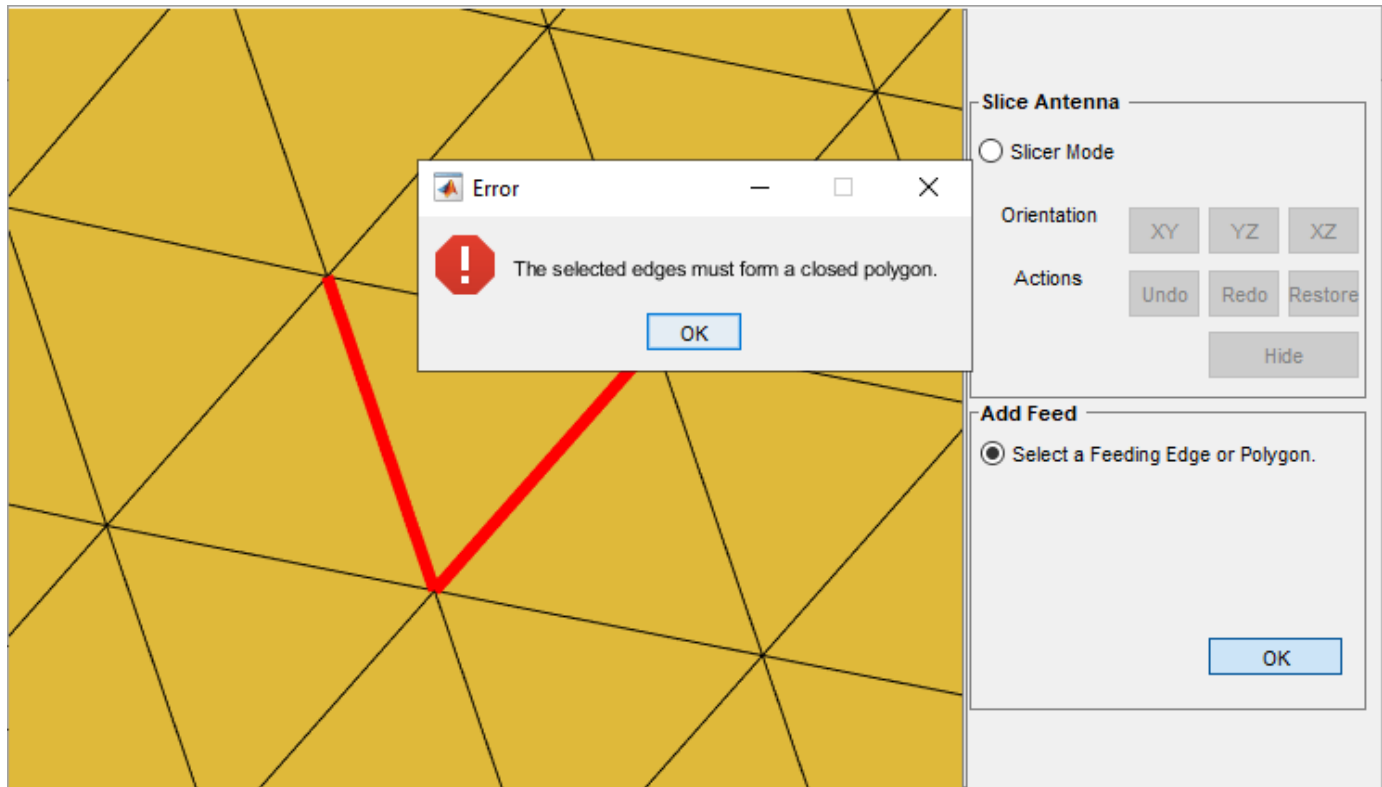 Slice Antenna
Slicer Mode
Error
Orientation
XY YZ XZ
The selected edges must form a closed polygon.
Actions
Undo Redo Restore
OK
Hide
Add Feed
Select a Feeding Edge or Polygon.
OK